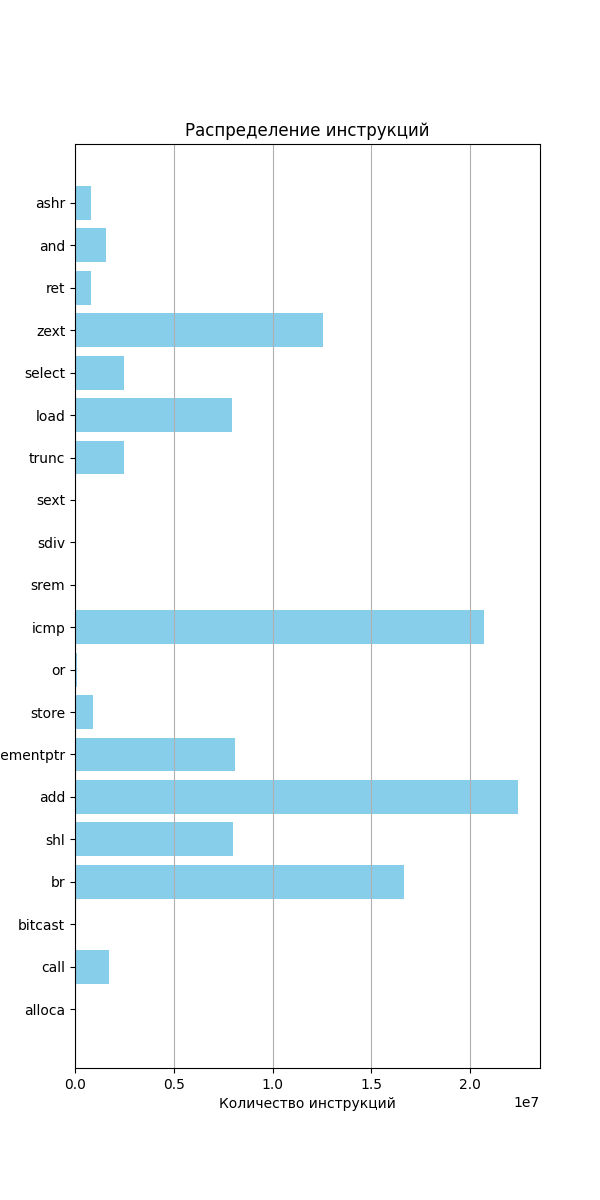 Распределение инструкций
ashr
and
ret
zext
select
load
trunc
sext
sdiv
srem
icmp
or
store
ementptr
add
shl
br
bitcast
call
alloca
0.0 0.5 1.0 1.5 2.0
1e7
Количество инструкций